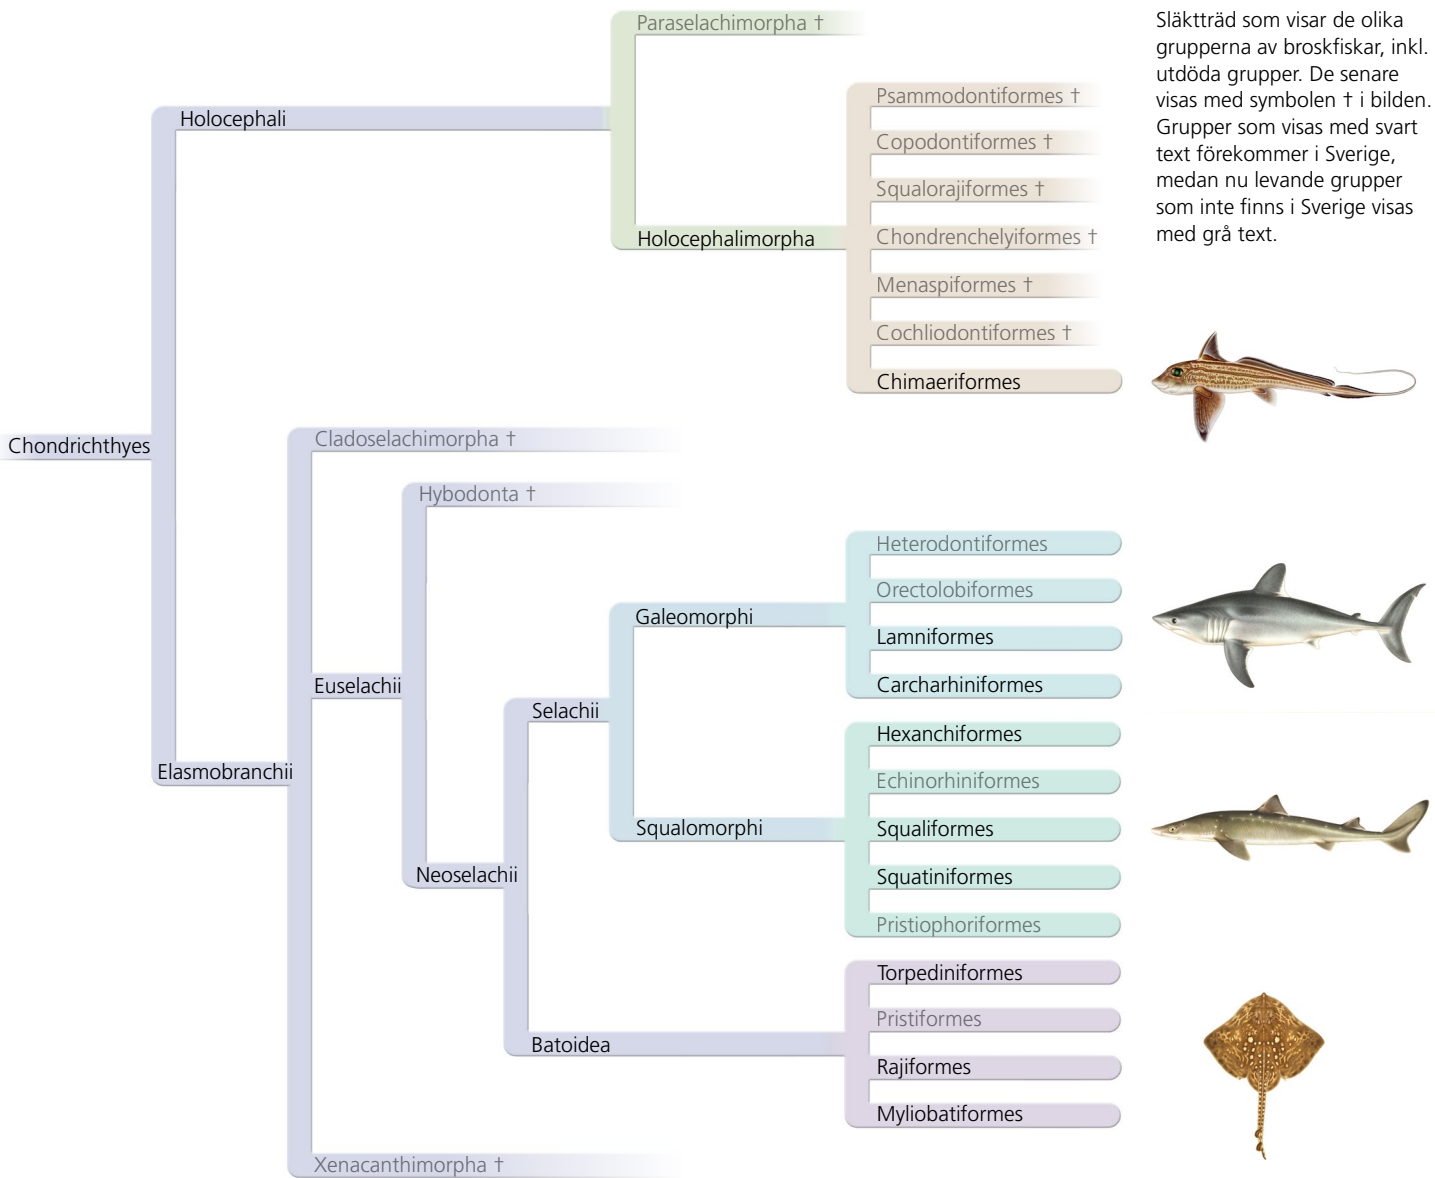 Paraselachimorpha †
Släktträd som visar de olika
grupperna av broskfiskar, inkl.
utdöda grupper. De senare
visas med symbolen † i bilden.
Grupper som visas med svart
text förekommer i Sverige,
medan nu levande grupper
som inte finns i Sverige visas
med grå text.
Holocephali
Psammodontiformes †
Copodontiformes †
Squalorajiformes †
Holocephalimorpha
Chondrenchelyiformes †
Menaspiformes †
Cochliodontiformes †
Chimaeriformes
Chondrichthyes
Cladoselachimorpha †
Hybodonta †
Heterodontiformes
Orectolobiformes
Galeomorphi
Lamniformes
Carcharhiniformes
Euselachii
Selachii
Hexanchiformes
Elasmobranchii
Echinorhiniformes
Squalomorphi
Squaliformes
Neoselachii
Squatiniformes
Pristiophoriformes
Torpediniformes
Pristiformes
Batoidea
Rajiformes
Myliobatiformes
Xenacanthimorpha †